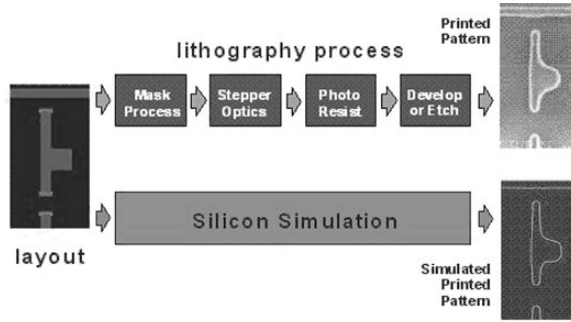 Printed
Pattern
lithography process
Mask
Process
Stepper
Optics
Photo
Resist
Develop
or Etch
Silicon Simulation
layout
Simulated
Printed
Pattern